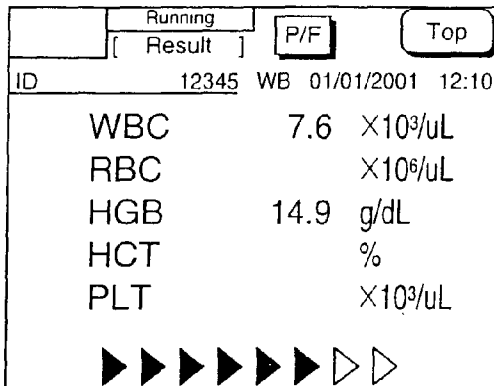 Running
[ Result ] P/F Top
ID 12345 WB 01/01/2001 12:10
WBC 7.6 ×10³/uL
RBC ×10⁶/uL
HGB 14.9 g/dL
HCT %
PLT ×10³/uL